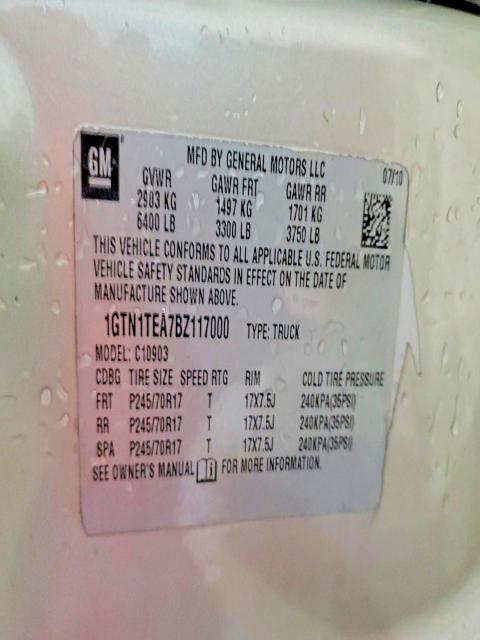 GM
MFD BY GENERAL MOTORS LLC
07/10
GVWR GAWR FRT GAWR RR
2903 KG 1497 KG 1701 KG
6400 LB 3300 LB 3750 LB
THIS VEHICLE CONFORMS TO ALL APPLICABLE U.S. FEDERAL MOTOR
VEHICLE SAFETY STANDARDS IN EFFECT ON THE DATE OF
MANUFACTURE SHOWN ABOVE.
1GTN1TEA7BZ117000 TYPE: TRUCK
MODEL: C10903
CDBG TIRE SIZE SPEED RTG RIM COLD TIRE PRESSURE
FRT P245/70R17 T 17X7.5J 240KPA(35PSI)
RR P245/70R17 T 17X7.5J 240KPA(35PSI)
SPA P245/70R17 T 17X7.5J 240KPA(35PSI)
SEE OWNER'S MANUAL FOR MORE INFORMATION.